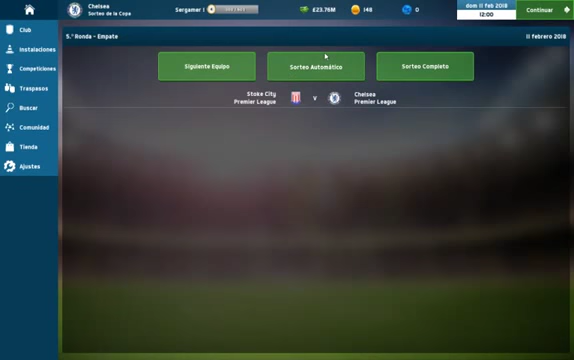 Chelsea
Sorteo de la Copa
Sergamer I
£23.76M
148
0
dom 11 feb 2018
12:00
Continuar
Club
Instalaciones
Competiciones
Traspasos
Buscar
Comunidad
Tienda
Ajustes
5.ª Ronda - Empate
11 febrero 2018
Siguiente Equipo
Sorteo Automático
Sorteo Completo
Stoke City
Premier League
v
Chelsea
Premier League